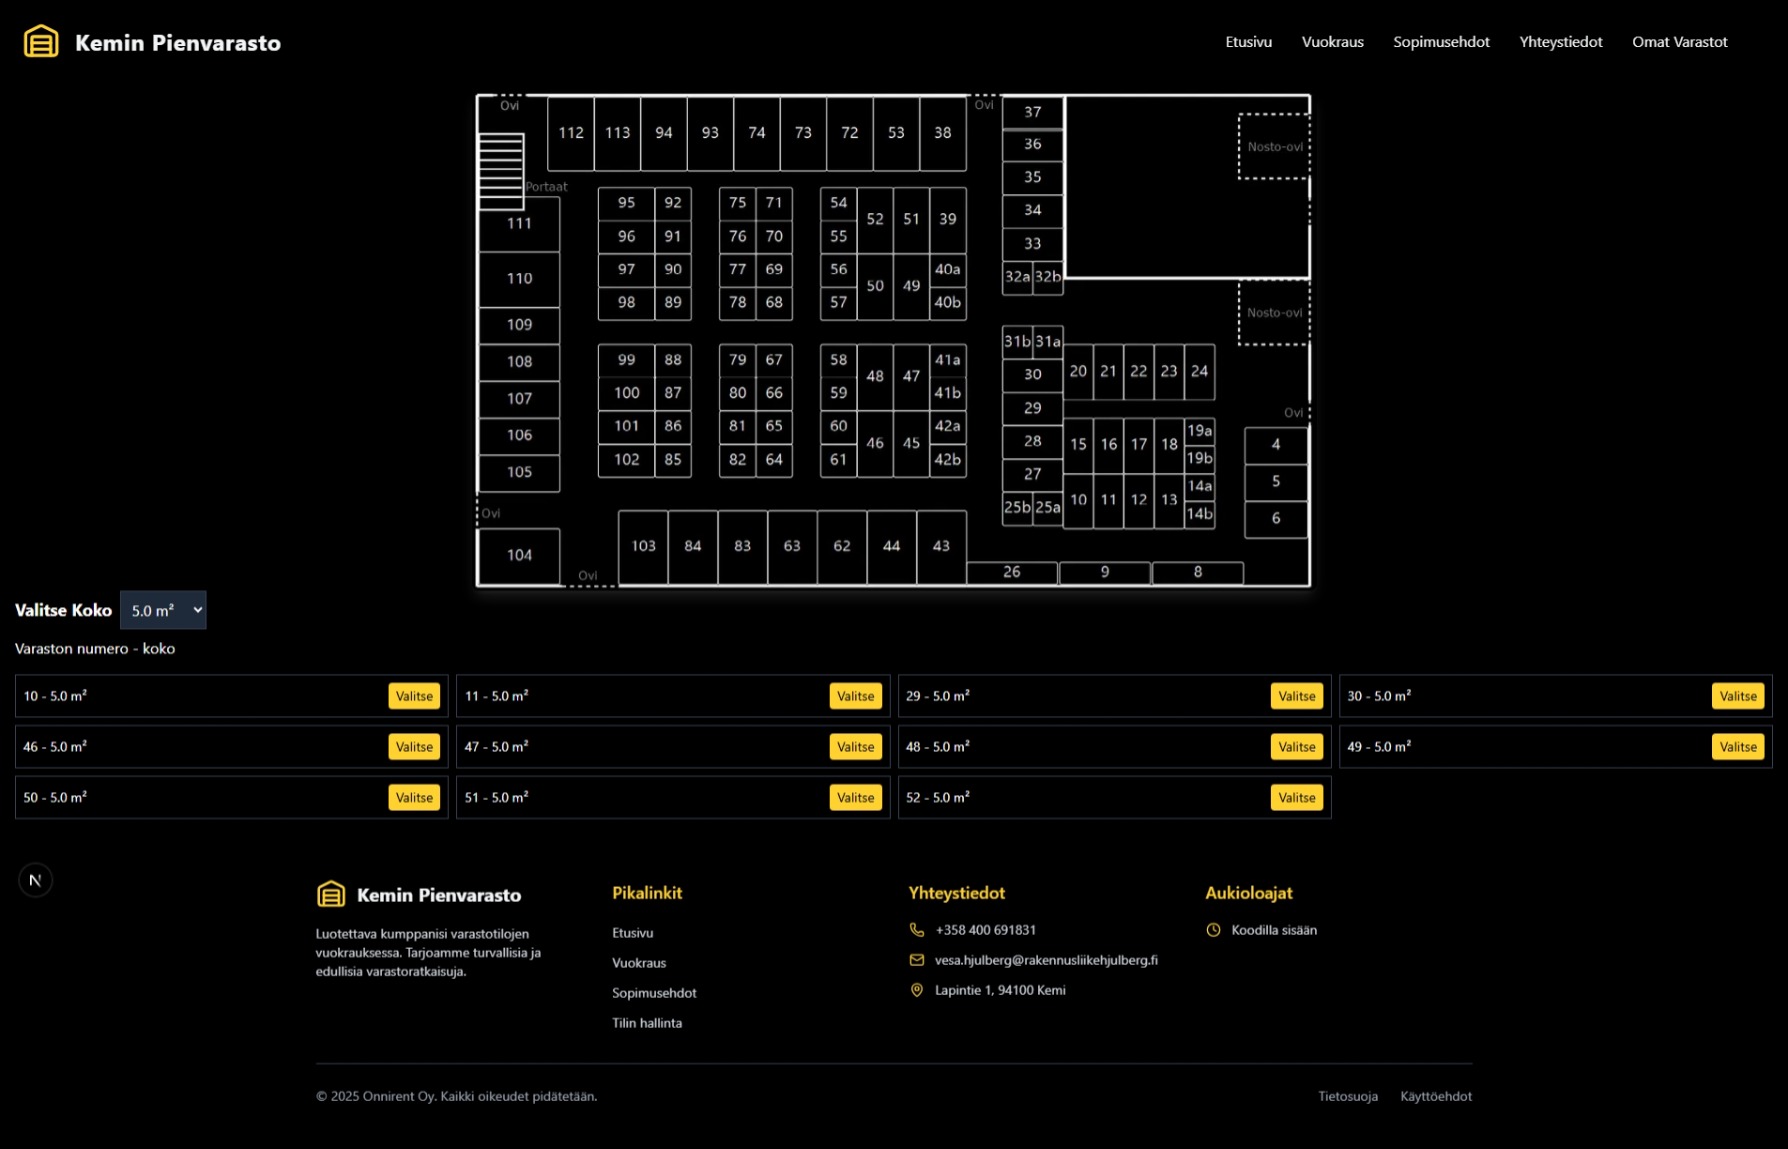 Kemin Pienvarasto
Etusivu Vuokraus Sopimusehdot Yhteystiedot Omat Varastot
Ovi
112 113 94 93 74 73 72 53 38
Ovi
37
36
35
34
33
32a 32b
Nosto-ovi
Portaat
111
110
109
108
107
106
105
Ovi
104
95 92
96 91
97 90
98 89
75 71
76 70
77 69
78 68
54
55
56
57
52 51 39
50 49 40a
40b
99 88
100 87
101 86
102 85
79 67
80 66
81 65
82 64
58
59
60
61
48 47 41a
41b
46 45 42a
42b
31b 31a
30
29
28
27
25b 25a
20 21 22 23 24
15 16 17 18 19a
19b
10 11 12 13 14a
14b
Nosto-ovi
Ovi
4
5
6
Ovi
103 84 83 63 62 44 43
26 9 8
Valitse Koko 5.0 m²
Varaston numero - koko
10 - 5.0 m² Valitse 11 - 5.0 m² Valitse 29 - 5.0 m² Valitse 30 - 5.0 m² Valitse
46 - 5.0 m² Valitse 47 - 5.0 m² Valitse 48 - 5.0 m² Valitse 49 - 5.0 m² Valitse
50 - 5.0 m² Valitse 51 - 5.0 m² Valitse 52 - 5.0 m² Valitse
N
Kemin Pienvarasto
Luotettava kumppanisi varastotilojen
vuokrauksessa. Tarjoamme turvallisia ja
edullisia varastoratkaisuja.
Pikalinkit
Etusivu
Vuokraus
Sopimusehdot
Tilin hallinta
Yhteystiedot
+358 400 691831
vesa.hjulberg@rakennusliikehjulberg.fi
Lapintie 1, 94100 Kemi
Aukioloajat
Koodilla sisään
© 2025 Onnirent Oy. Kaikki oikeudet pidätetään.
Tietosuoja Käyttöehdot